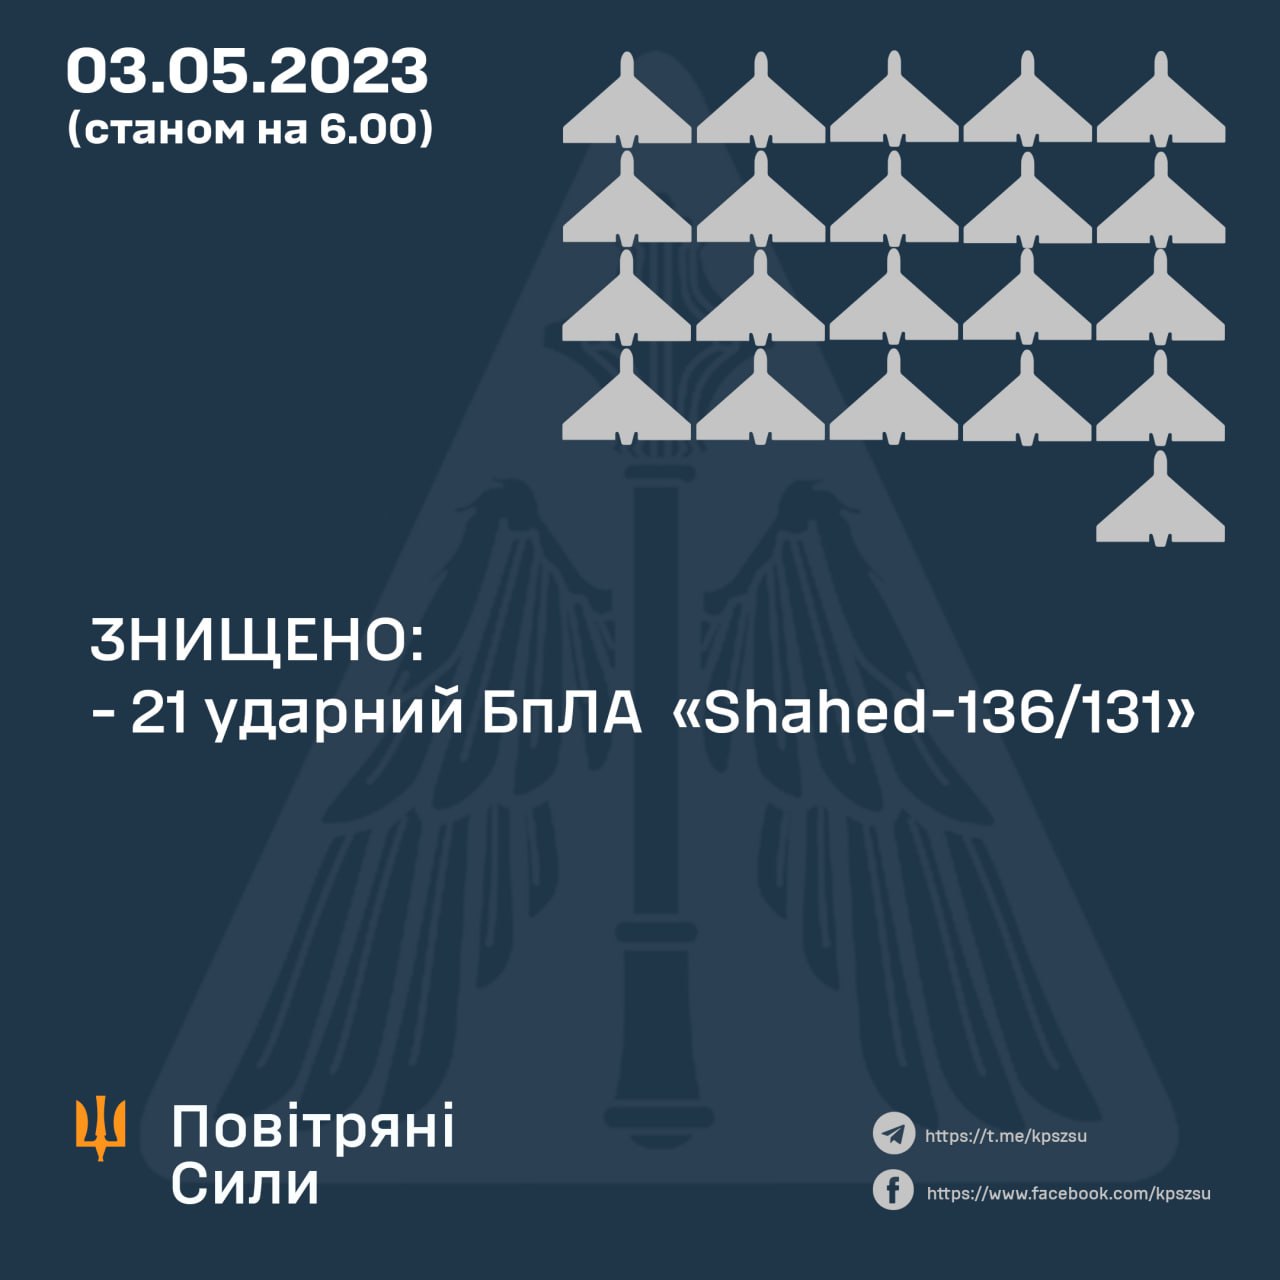 03.05.2023
(станом на 6.00)
ЗНИЩЕНО:
- 21 ударний БпЛА «Shahed-136/131»
Повітряні
Сили
https://t.me/kpszsu
https://www.facebook.com/kpszsu